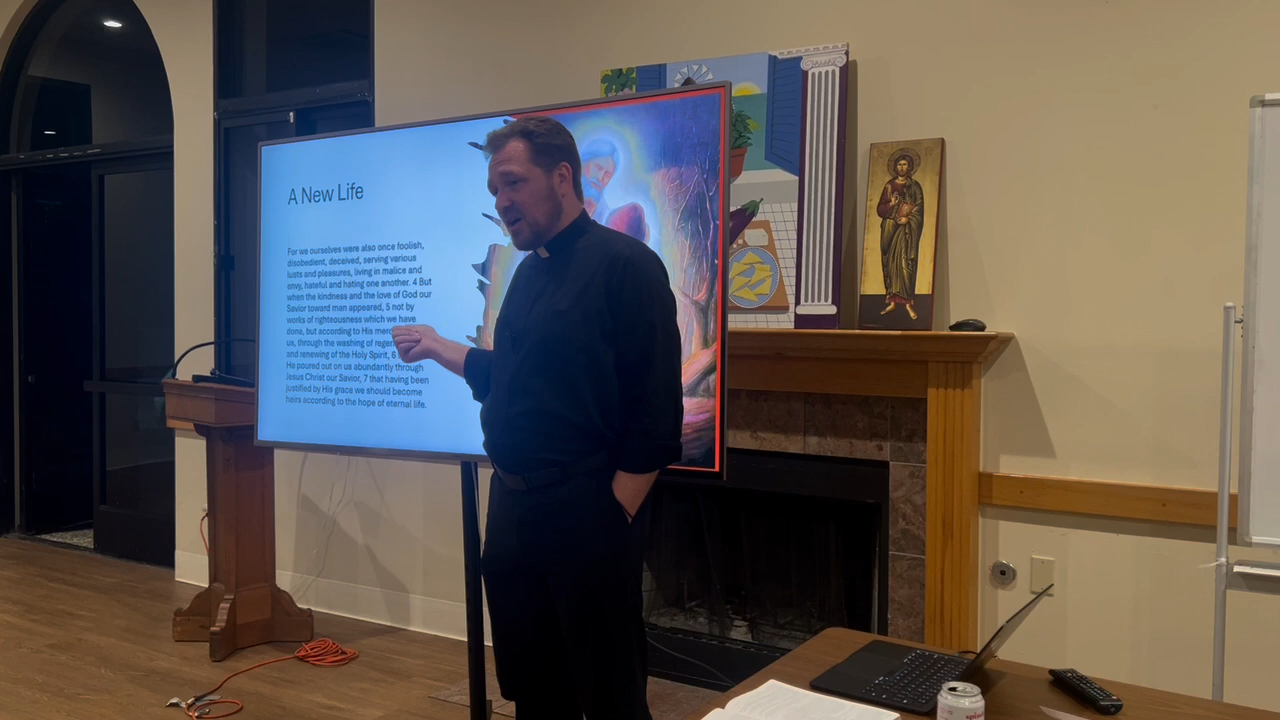 A New Life
For we ourselves were also once foolish,
disobedient, deceived, serving various
lusts and pleasures, living in malice and
envy, hateful and hating one another. 4 But
when the kindness and the love of God our
Savior toward man appeared, 5 not by
works of righteousness which we have
done, but according to His
us, through the washing of
and renewing of the Holy Spirit, 6
He poured out on us abundantly through
Jesus Christ our Savior, 7 that having been
justified by His grace we should become
heirs according to the hope of eternal life.